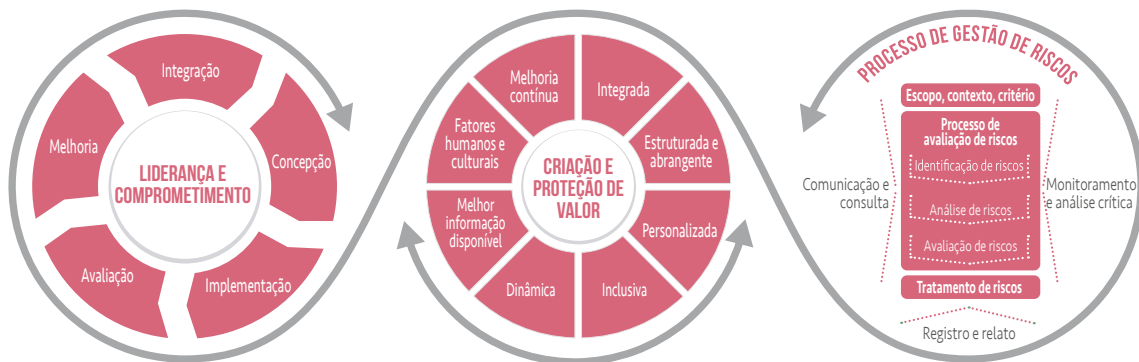 Integração
Concepção
Implementação
Avaliação
Melhoria
LIDERANÇA E
COMPROMETIMENTO
Melhoria
contínua
Integrada
Estruturada e
abrangente
Personalizada
Inclusiva
Dinâmica
Melhor
informação
disponível
Fatores
humanos e
culturais
CRIAÇÃO E
PROTEÇÃO DE
VALOR
PROCESSO DE GESTÃO DE RISCOS
Escopo, contexto, critério
Processo de
avaliação de riscos
Identificação de riscos
Análise de riscos
Avaliação de riscos
Tratamento de riscos
Comunicação e
consulta
Monitoramento
e análise crítica
Registro e relato